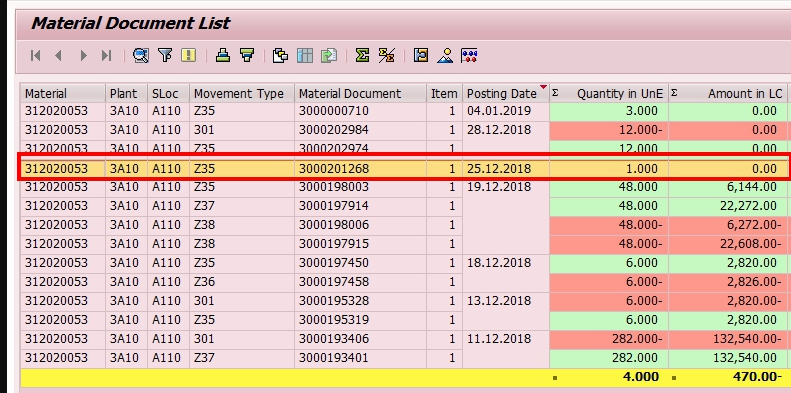 Material Document List
Material Plant SLoc Movement Type Material Document Item Posting Date Σ Quantity in UnE Σ Amount in LC
312020053 3A10 A110 Z35 3000000710 1 04.01.2019 3.000 0.00
312020053 3A10 A110 301 3000202984 1 28.12.2018 12.000- 0.00
312020053 3A10 A110 Z35 3000202974 1 12.000 0.00
312020053 3A10 A110 Z35 3000201268 1 25.12.2018 1.000 0.00
312020053 3A10 A110 Z35 3000198003 1 19.12.2018 48.000 6,144.00
312020053 3A10 A110 Z37 3000197914 1 48.000 22,272.00
312020053 3A10 A110 Z38 3000198006 1 48.000- 6,272.00-
312020053 3A10 A110 Z38 3000197915 1 48.000- 22,608.00-
312020053 3A10 A110 Z35 3000197450 1 18.12.2018 6.000 2,820.00
312020053 3A10 A110 Z36 3000197458 1 6.000- 2,826.00-
312020053 3A10 A110 301 3000195328 1 13.12.2018 6.000- 2,820.00-
312020053 3A10 A110 Z35 3000195319 1 6.000 2,820.00
312020053 3A10 A110 301 3000193406 1 11.12.2018 282.000- 132,540.00-
312020053 3A10 A110 Z37 3000193401 1 282.000 132,540.00
4.000 470.00-